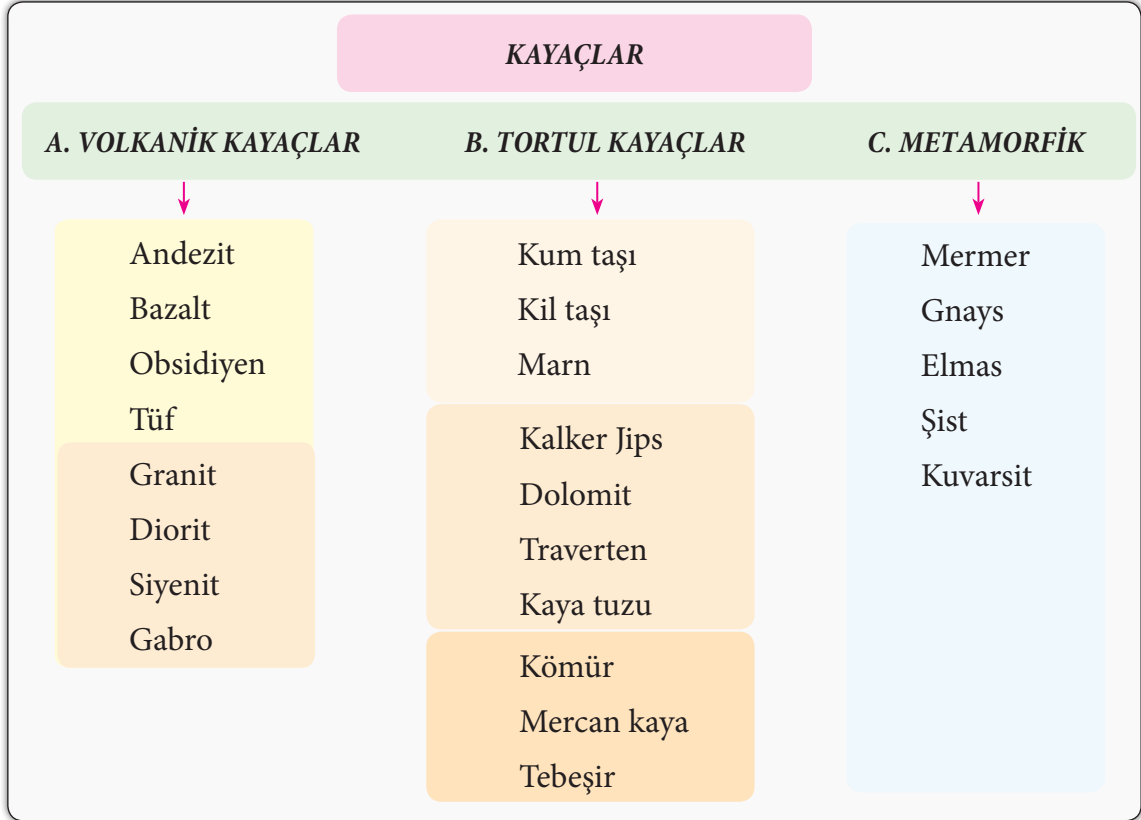 KAYAÇLAR
A. VOLKANİK KAYAÇLAR
B. TORTUL KAYAÇLAR
C. METAMORFİK
Andezit
Bazalt
Obsidiyen
Tüf
Granit
Diorit
Siyenit
Gabro
Kum taşı
Kil taşı
Marn
Kalker Jips
Dolomit
Traverten
Kaya tuzu
Kömür
Mercan kaya
Tebeşir
Mermer
Gnays
Elmas
Şist
Kuvarsit